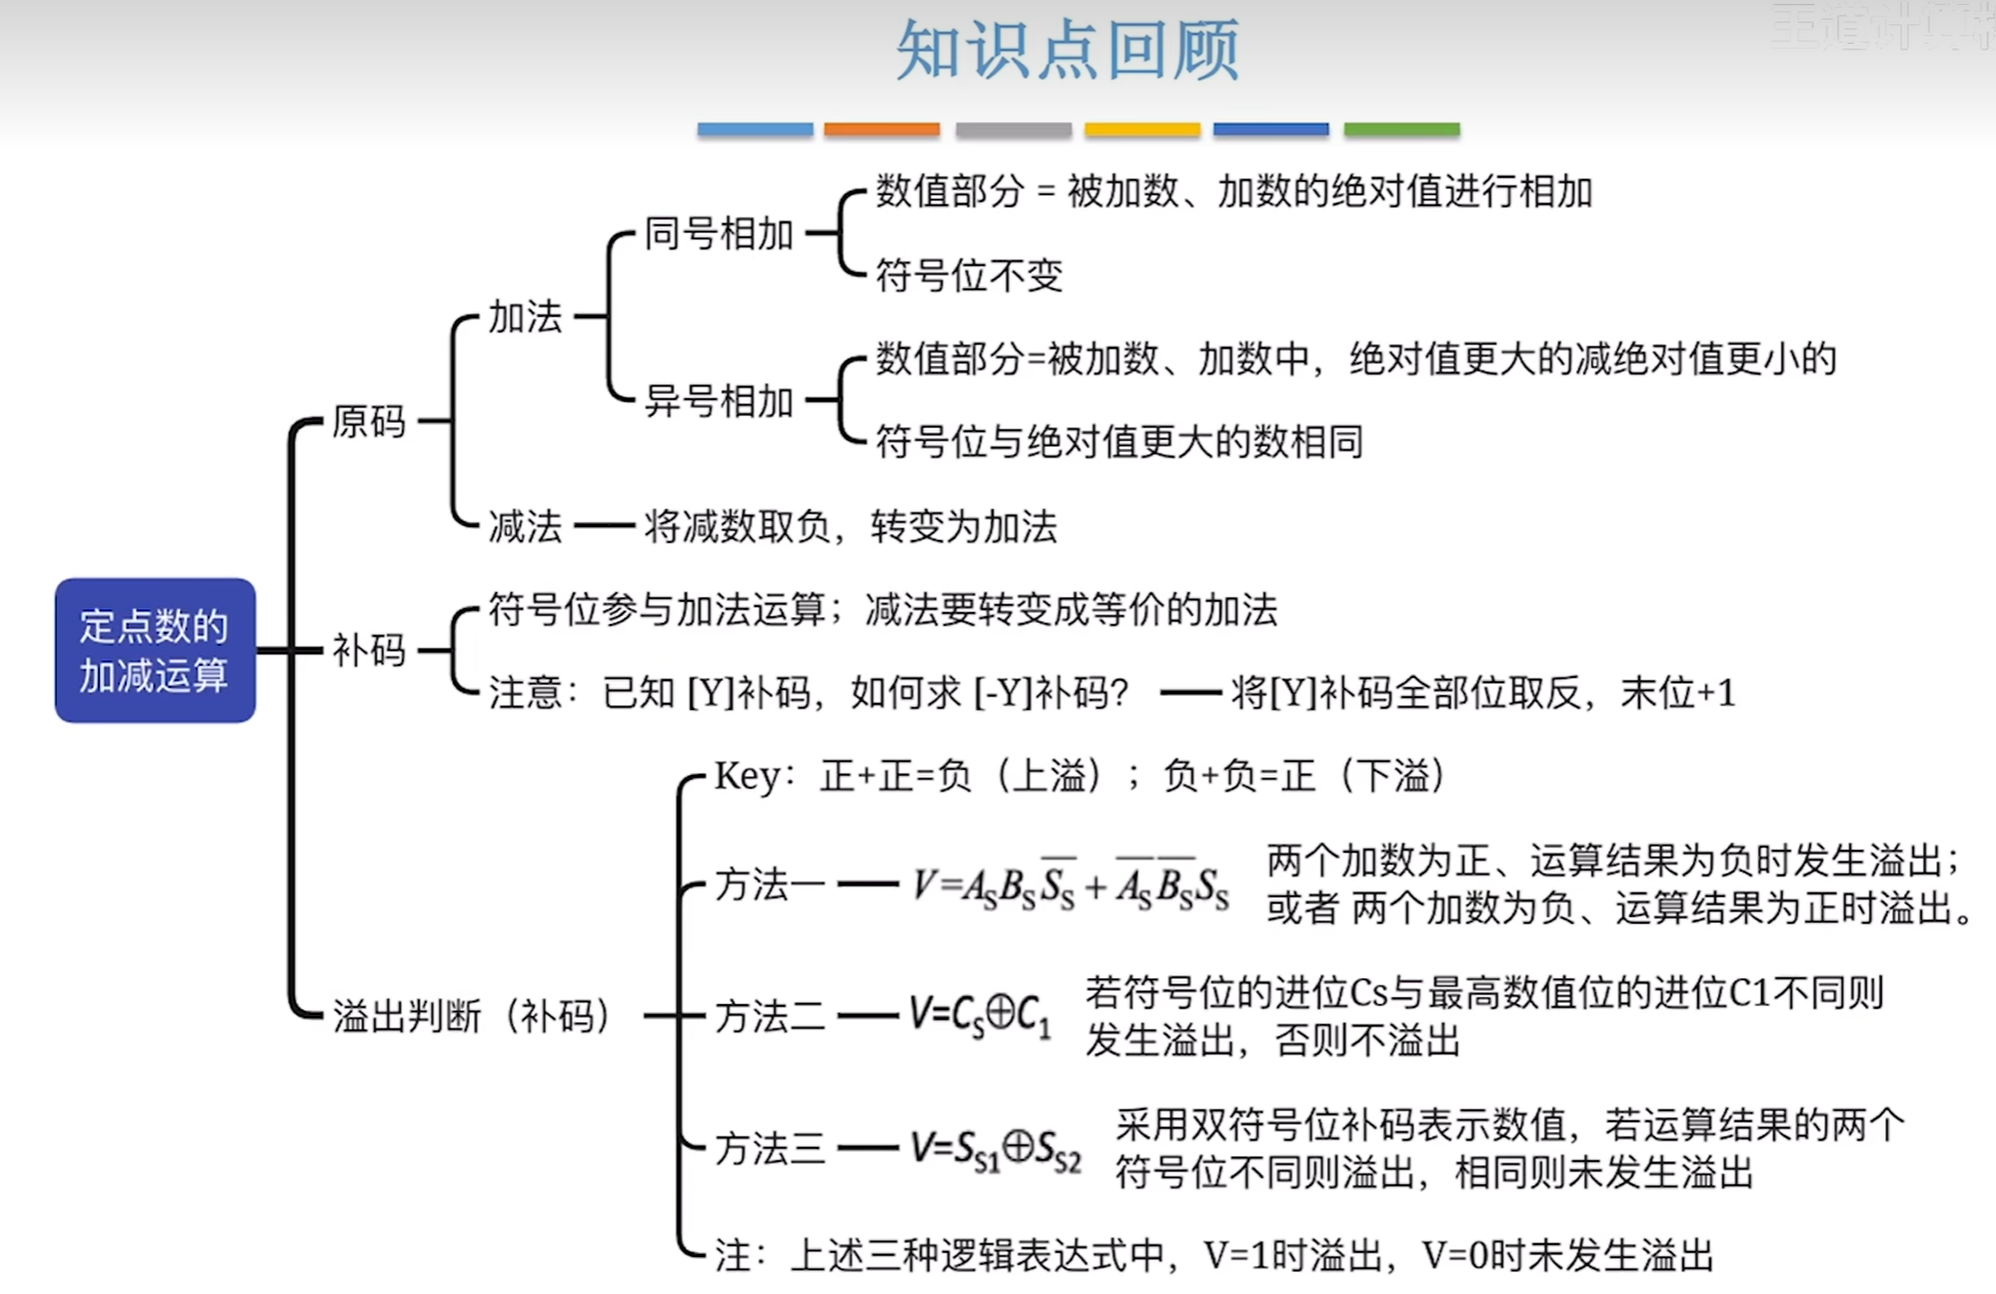 知识点回顾
王道计算机
数值部分 = 被加数、加数的绝对值进行相加
同号相加
符号位不变
加法
数值部分=被加数、加数中，绝对值更大的减绝对值更小的
异号相加
符号位与绝对值更大的数相同
原码
减法
将减数取负，转变为加法
定点数的
加减运算
符号位参与加法运算；减法要转变成等价的加法
补码
注意：已知 [Y]补码，如何求 [-Y]补码？
将[Y]补码全部位取反，末位+1
Key：正+正=负（上溢）；负+负=正（下溢）
方法一
V=A_S B_S S̅_S + A̅_S B̅_S S_S
两个加数为正、运算结果为负时发生溢出；
或者 两个加数为负、运算结果为正时溢出。
溢出判断（补码）
方法二
V=C_S⊕C_1
若符号位的进位Cs与最高数值位的进位C1不同则
发生溢出，否则不溢出
方法三
V=S_S1⊕S_S2
采用双符号位补码表示数值，若运算结果的两个
符号位不同则溢出，相同则未发生溢出
注：上述三种逻辑表达式中，V=1时溢出，V=0时未发生溢出